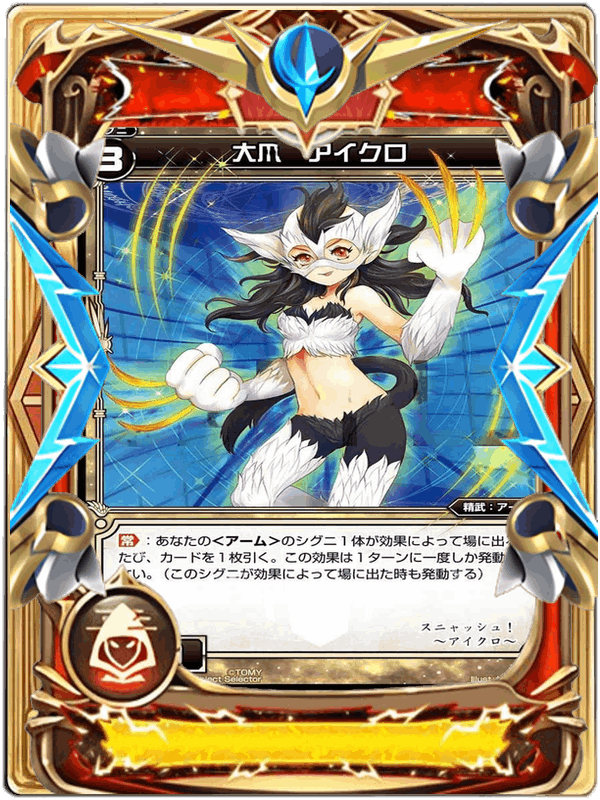 3
大爪 アイクロ
精武：アー
常：あなたの<アーム>のシグニ１体が効果によって場に出
たび、カードを１枚引く。この効果は１ターンに一度しか発動
い。（このシグニが効果によって場に出た時も発動する）
スニャッシュ！
～アイクロ～
©TOMY
ject Selector
Illust